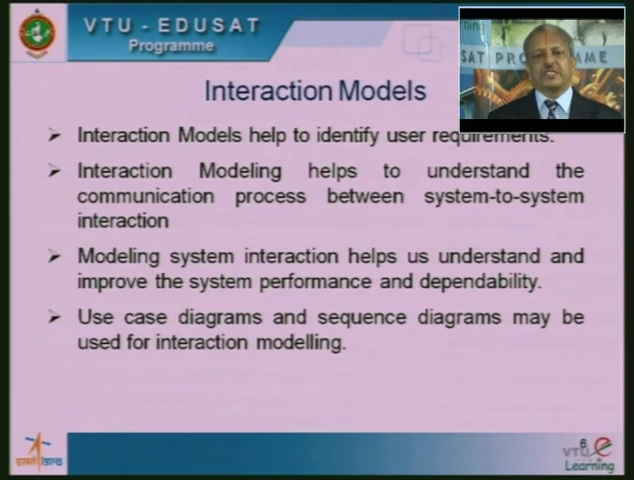 VTU - EDUSAT
Programme
SAT PROGRAMME
Interaction Models
➢ Interaction Models help to identify user requirements.
➢ Interaction Modeling helps to understand the
communication process between system-to-system
interaction
➢ Modeling system interaction helps us understand and
improve the system performance and dependability.
➢ Use case diagrams and sequence diagrams may be
used for interaction modelling.
6
VTU e
Learning